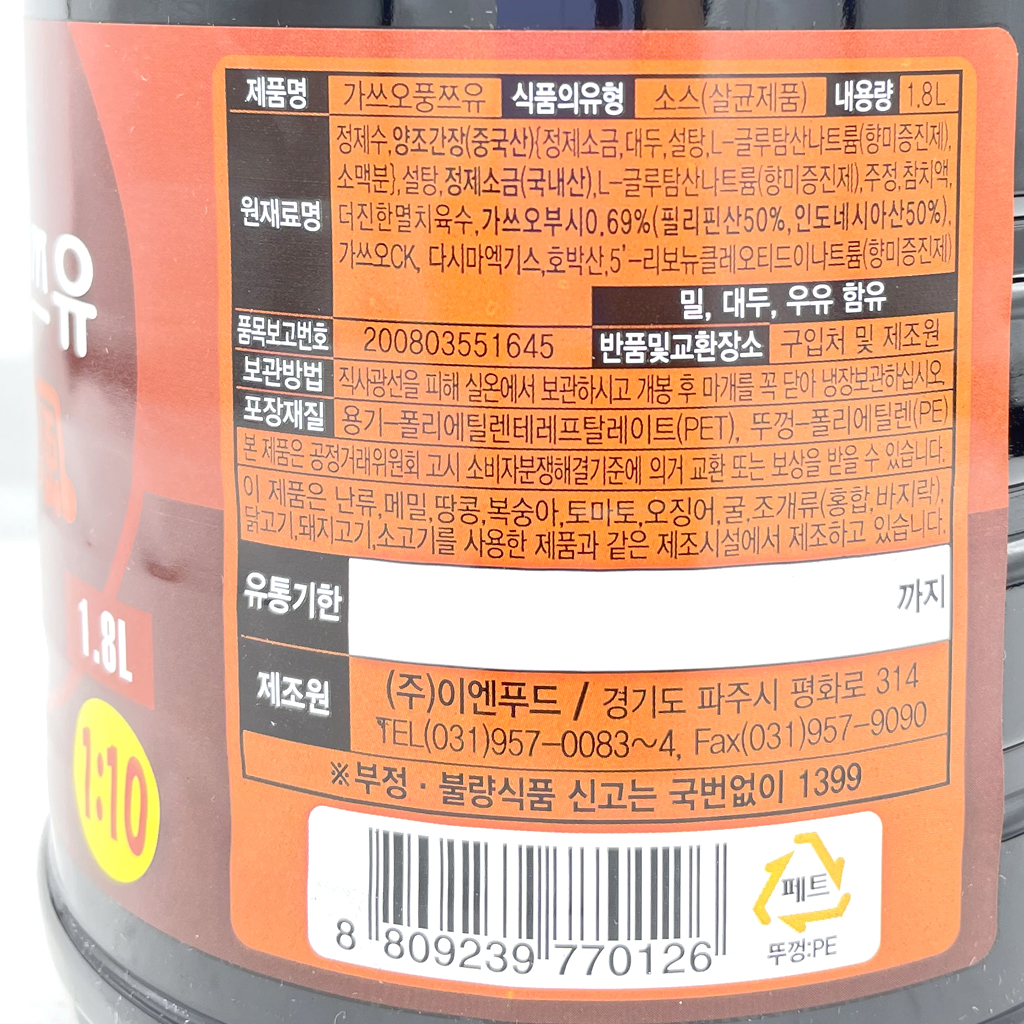 제품명 가쓰오풍쯔유 식품의유형 소스(살균제품) 내용량 1.8L
원재료명
정제수,양조간장(중국산){정제소금,대두,설탕,L-글루탐산나트륨(향미증진제),
소맥분},설탕,정제소금(국내산),L-글루탐산나트륨(향미증진제),주정,참치액,
더진한멸치육수,가쓰오부시0.69%(필리핀산50%,인도네시아산50%),
가쓰오CK, 다시마엑기스,호박산,5'-리보뉴클레오티드이나트륨(향미증진제)
밀, 대두, 우유 함유
품목보고번호 200803551645 반품및교환장소 구입처 및 제조원
보관방법 직사광선을 피해 실온에서 보관하시고 개봉 후 마개를 꼭 닫아 냉장보관하십시오.
포장재질 용기-폴리에틸렌테레프탈레이트(PET), 뚜껑-폴리에틸렌(PE)
본 제품은 공정거래위원회 고시 소비자분쟁해결기준에 의거 교환 또는 보상을 받을 수 있습니다.
이 제품은 난류,메밀,땅콩,복숭아,토마토,오징어,굴,조개류(홍합,바지락),
닭고기,돼지고기,소고기를 사용한 제품과 같은 제조시설에서 제조하고 있습니다.
유통기한 까지
제조원 (주)이엔푸드 / 경기도 파주시 평화로 314
TEL(031)957-0083~4, Fax(031)957-9090
※부정·불량식품 신고는 국번없이 1399
8 809239 770126
페트
뚜껑:PE
쯔유
1.8L
1:10